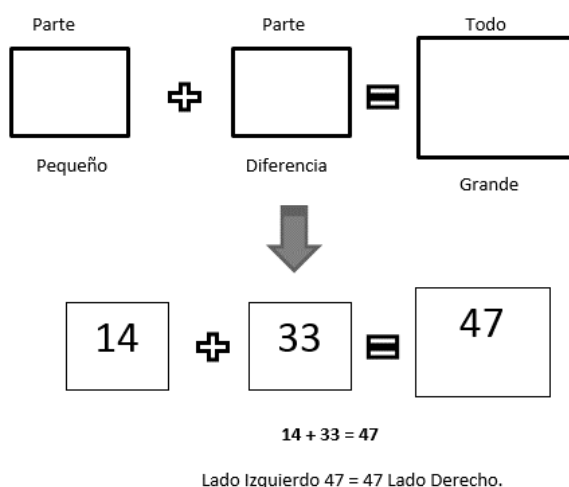 Parte Parte Todo
Pequeño Diferencia
Grande
14 + 33 = 47
14 + 33 = 47
Lado Izquierdo 47 = 47 Lado Derecho.